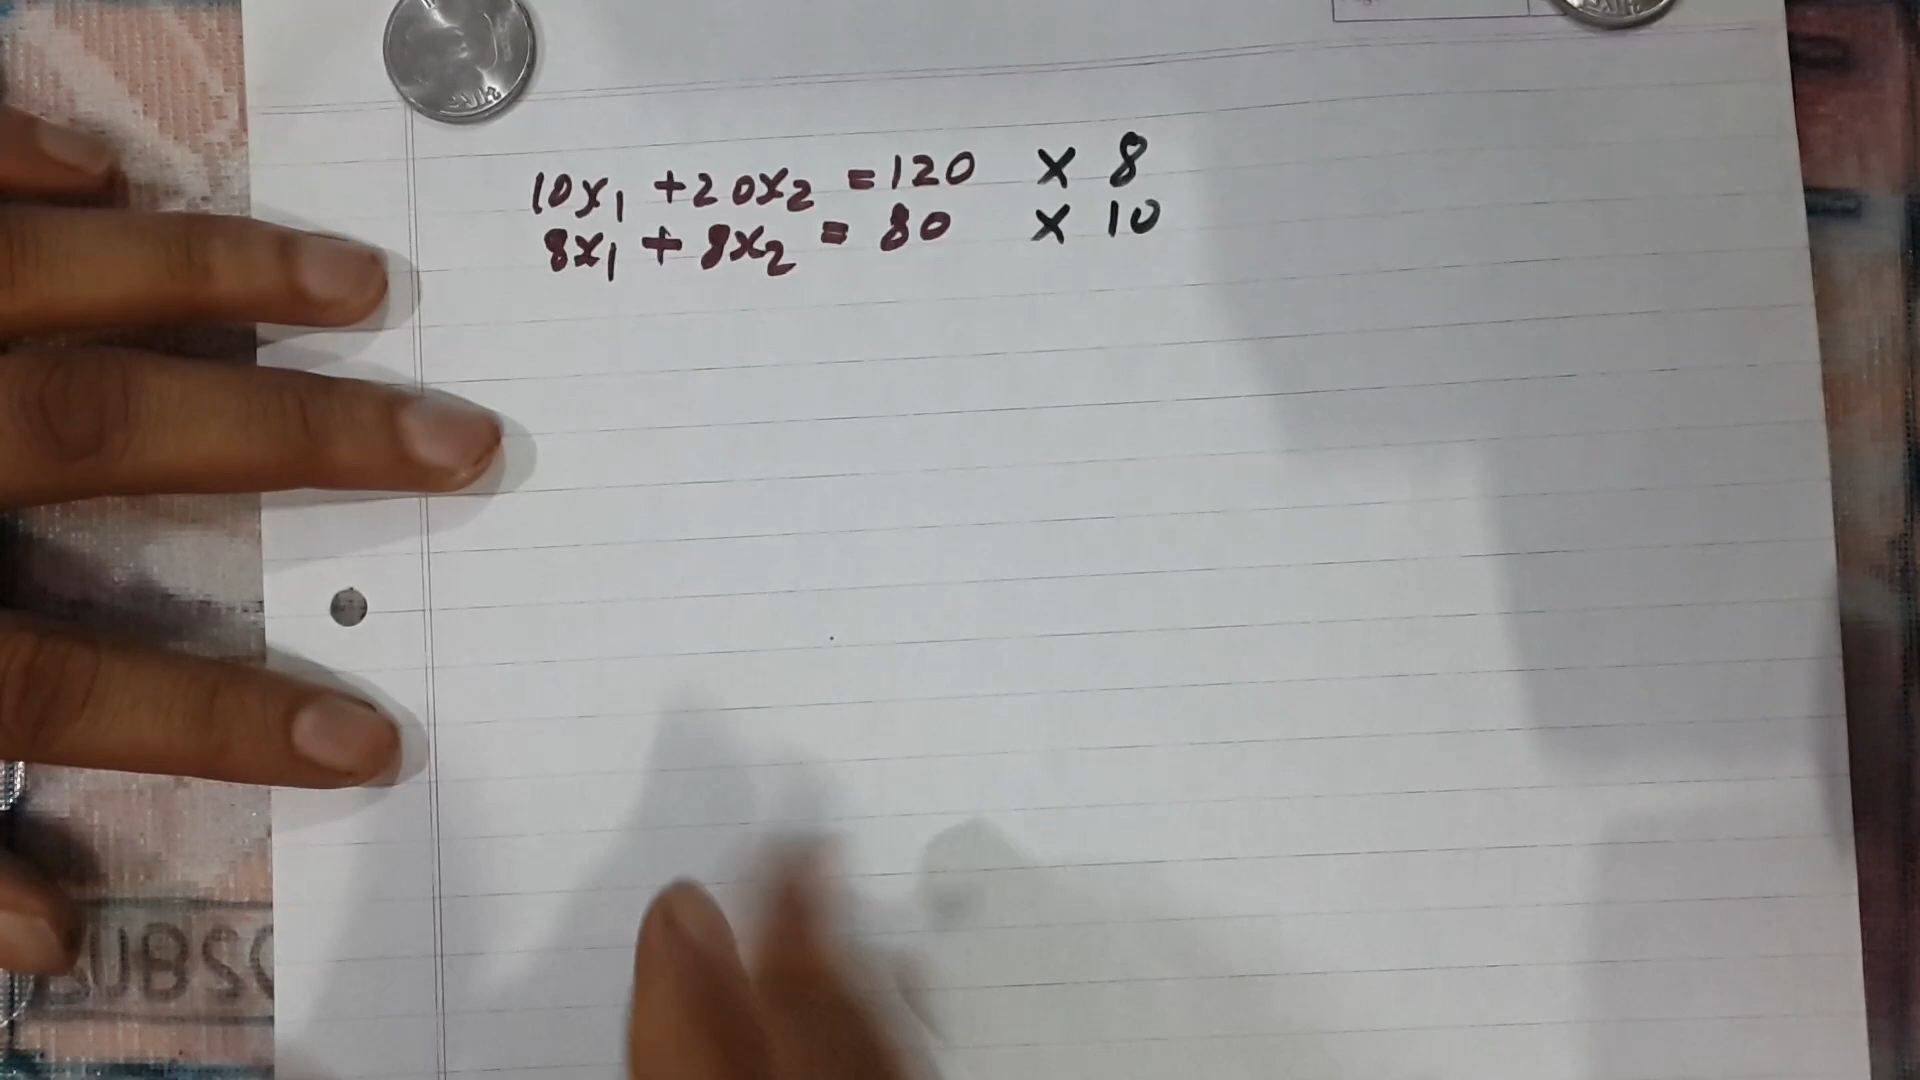 10x₁ + 20x₂ = 120 × 8
8x₁ + 8x₂ = 80 × 10